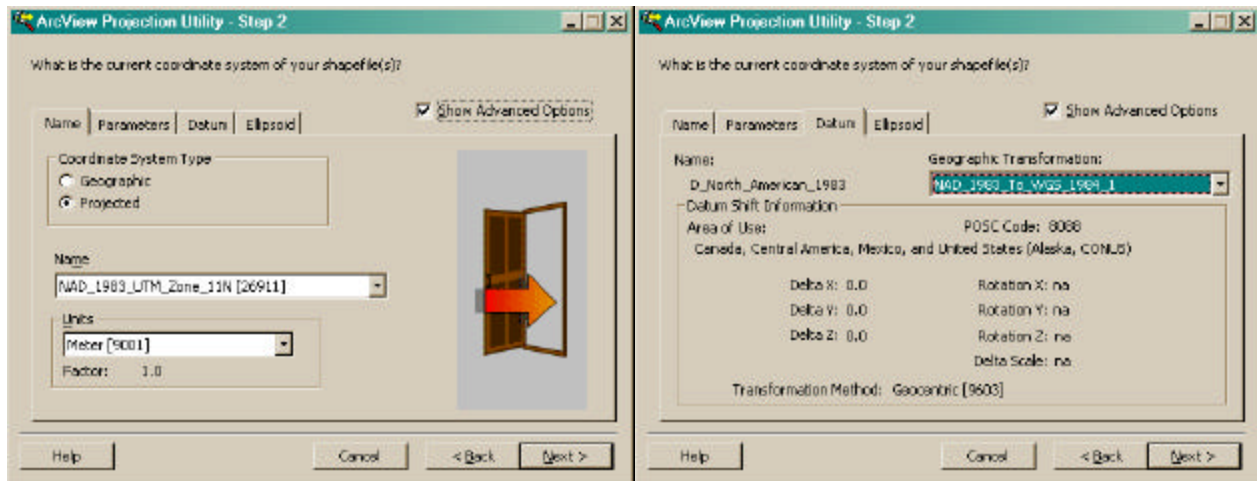 ArcView Projection Utility - Step 2
What is the current coordinate system of your shapefile(s)?
Show Advanced Options
Name Parameters Datum Ellipsoid
Coordinate System Type
Geographic
Projected
Name
NAD_1983_UTM_Zone_11N [26911]
Units
Meter [9001]
Factor: 1.0
Help Cancel < Back Next >
ArcView Projection Utility - Step 2
What is the current coordinate system of your shapefile(s)?
Show Advanced Options
Name Parameters Datum Ellipsoid
Name: Geographic Transformation:
D_North_American_1983 NAD_1983_To_WGS_1984_1
Datum Shift Information
Area of Use: POSC Code: 8088
Canada, Central America, Mexico, and United States (Alaska, CONUS)
Delta X: 0.0 Rotation X: na
Delta Y: 0.0 Rotation Y: na
Delta Z: 0.0 Rotation Z: na
Delta Scale: na
Transformation Method: Geocentric [9603]
Help Cancel < Back Next >